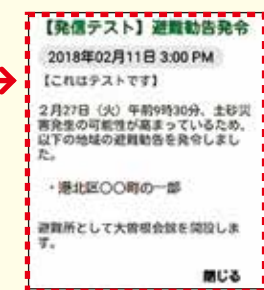 【発信テスト】避難勧告発令
2018年02月11日 3:00 PM
【これはテストです】
2月27日（火）午前9時30分、土砂災
害発生の可能性が高まっているため、
以下の地域の避難勧告を発令しまし
た。
・港北区〇〇町の一部
避難所として大曽根会館を開設しま
す。
閉じる